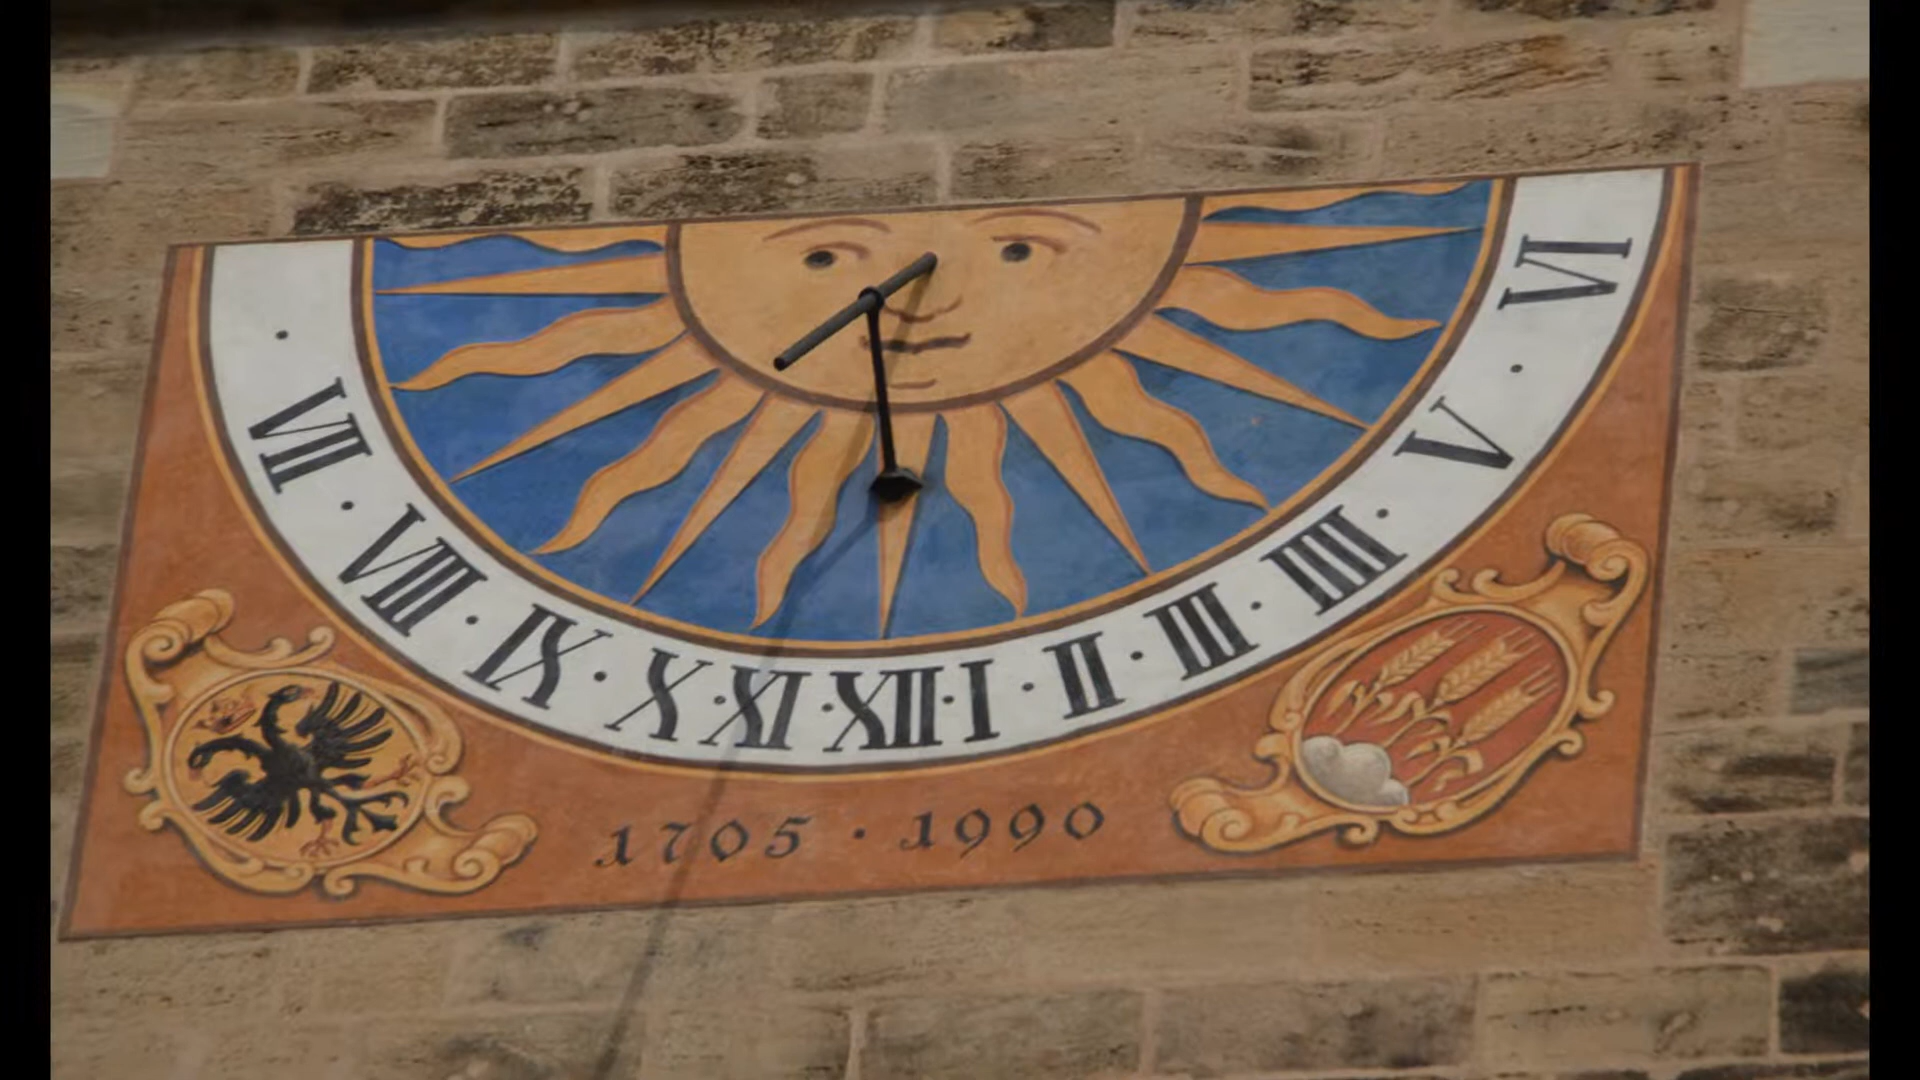 VII · VIII · IX · X · XI · XII · I · II · III · IIII · V · VI
1705 · 1990